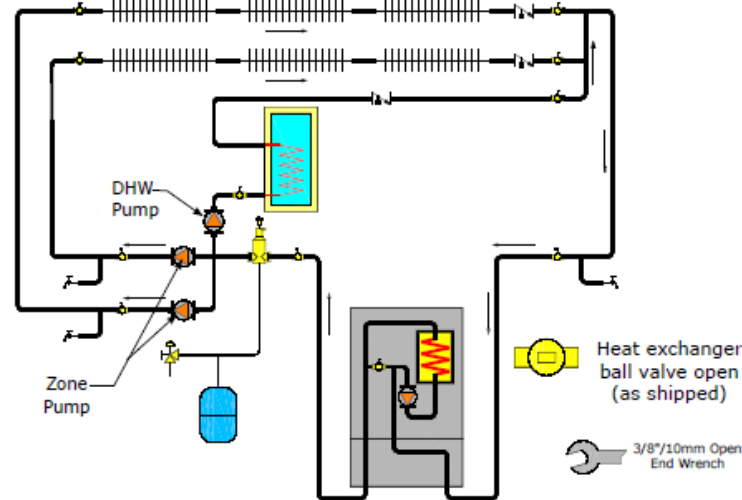 DHW
Pump
Zone
Pump
Heat exchanger
ball valve open
(as shipped)
3/8"/10mm Open
End Wrench